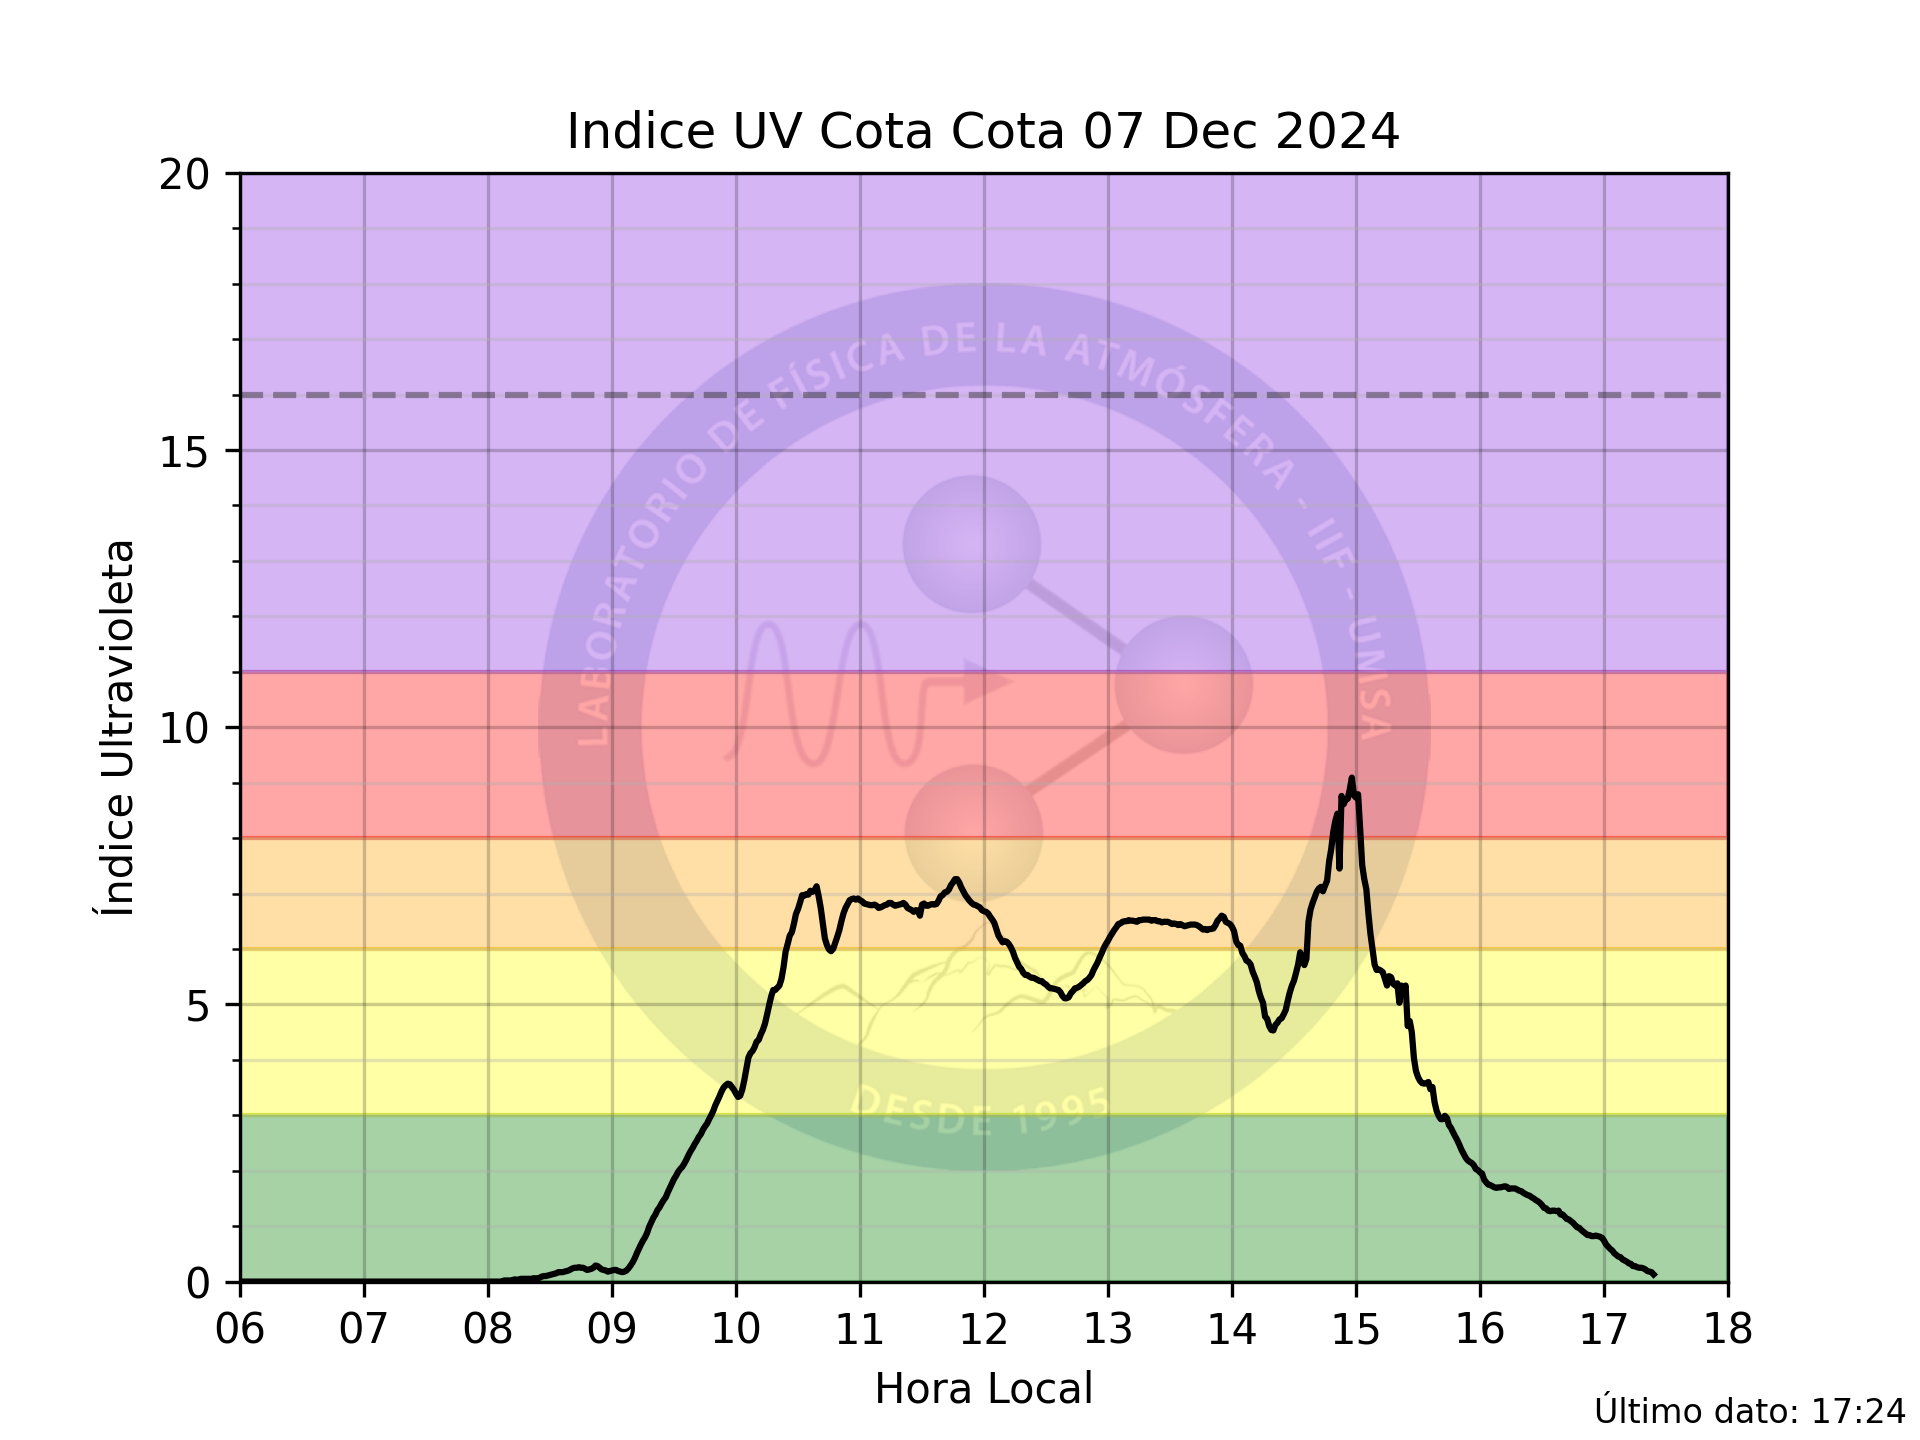 Indice UV Cota Cota 07 Dec 2024
20
15
10
5
0
Índice Ultravioleta
LABORATORIO DE FÍSICA DE LA ATMÓSFERA - IIF - UMSA
DESDE 1995
06 07 08 09 10 11 12 13 14 15 16 17 18
Hora Local
Último dato: 17:24